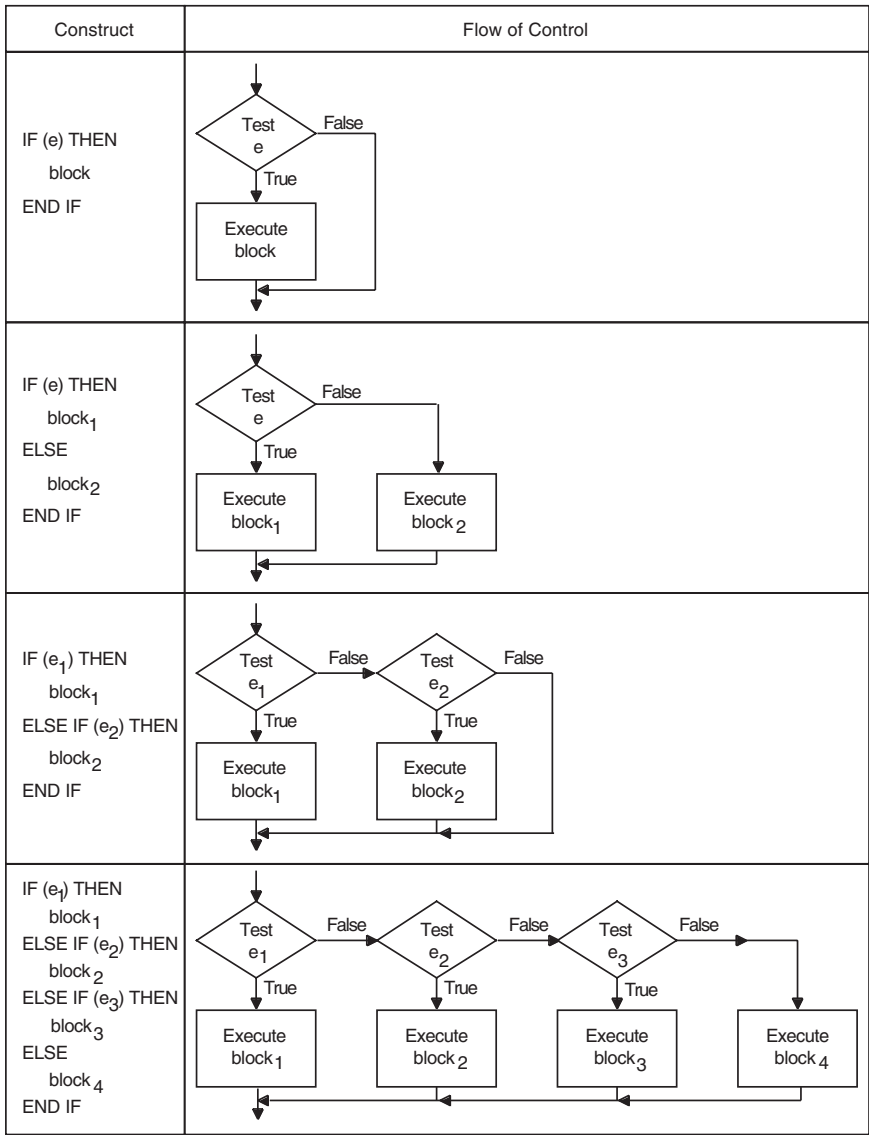 Construct
Flow of Control
IF (e) THEN
block
END IF
Test
e
False
True
Execute
block
IF (e) THEN
block1
ELSE
block2
END IF
Test
e
False
True
Execute
block1
Execute
block2
IF (e1) THEN
block1
ELSE IF (e2) THEN
block2
END IF
Test
e1
False
Test
e2
False
True
True
Execute
block1
Execute
block2
IF (e1) THEN
block1
ELSE IF (e2) THEN
block2
ELSE IF (e3) THEN
block3
ELSE
block4
END IF
Test
e1
False
Test
e2
False
Test
e3
False
True
True
True
Execute
block1
Execute
block2
Execute
block3
Execute
block4